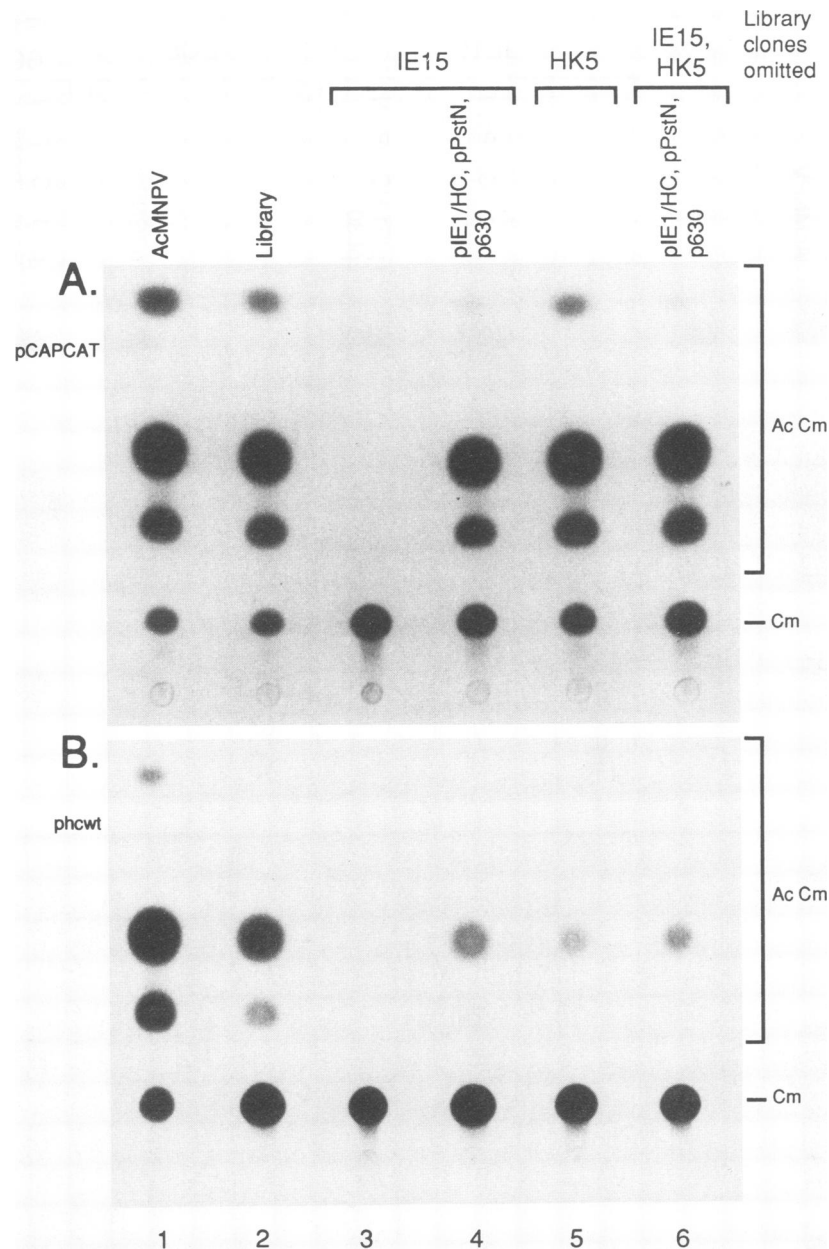 Library
clones
omitted
IE15
HK5
IE15,
HK5
AcMNPV
Library
pIE1/HC, pPstN,
p630
pIE1/HC, pPstN,
p630
A.
pCAPCAT
Ac Cm
Cm
B.
phcwt
Ac Cm
Cm
1 2 3 4 5 6